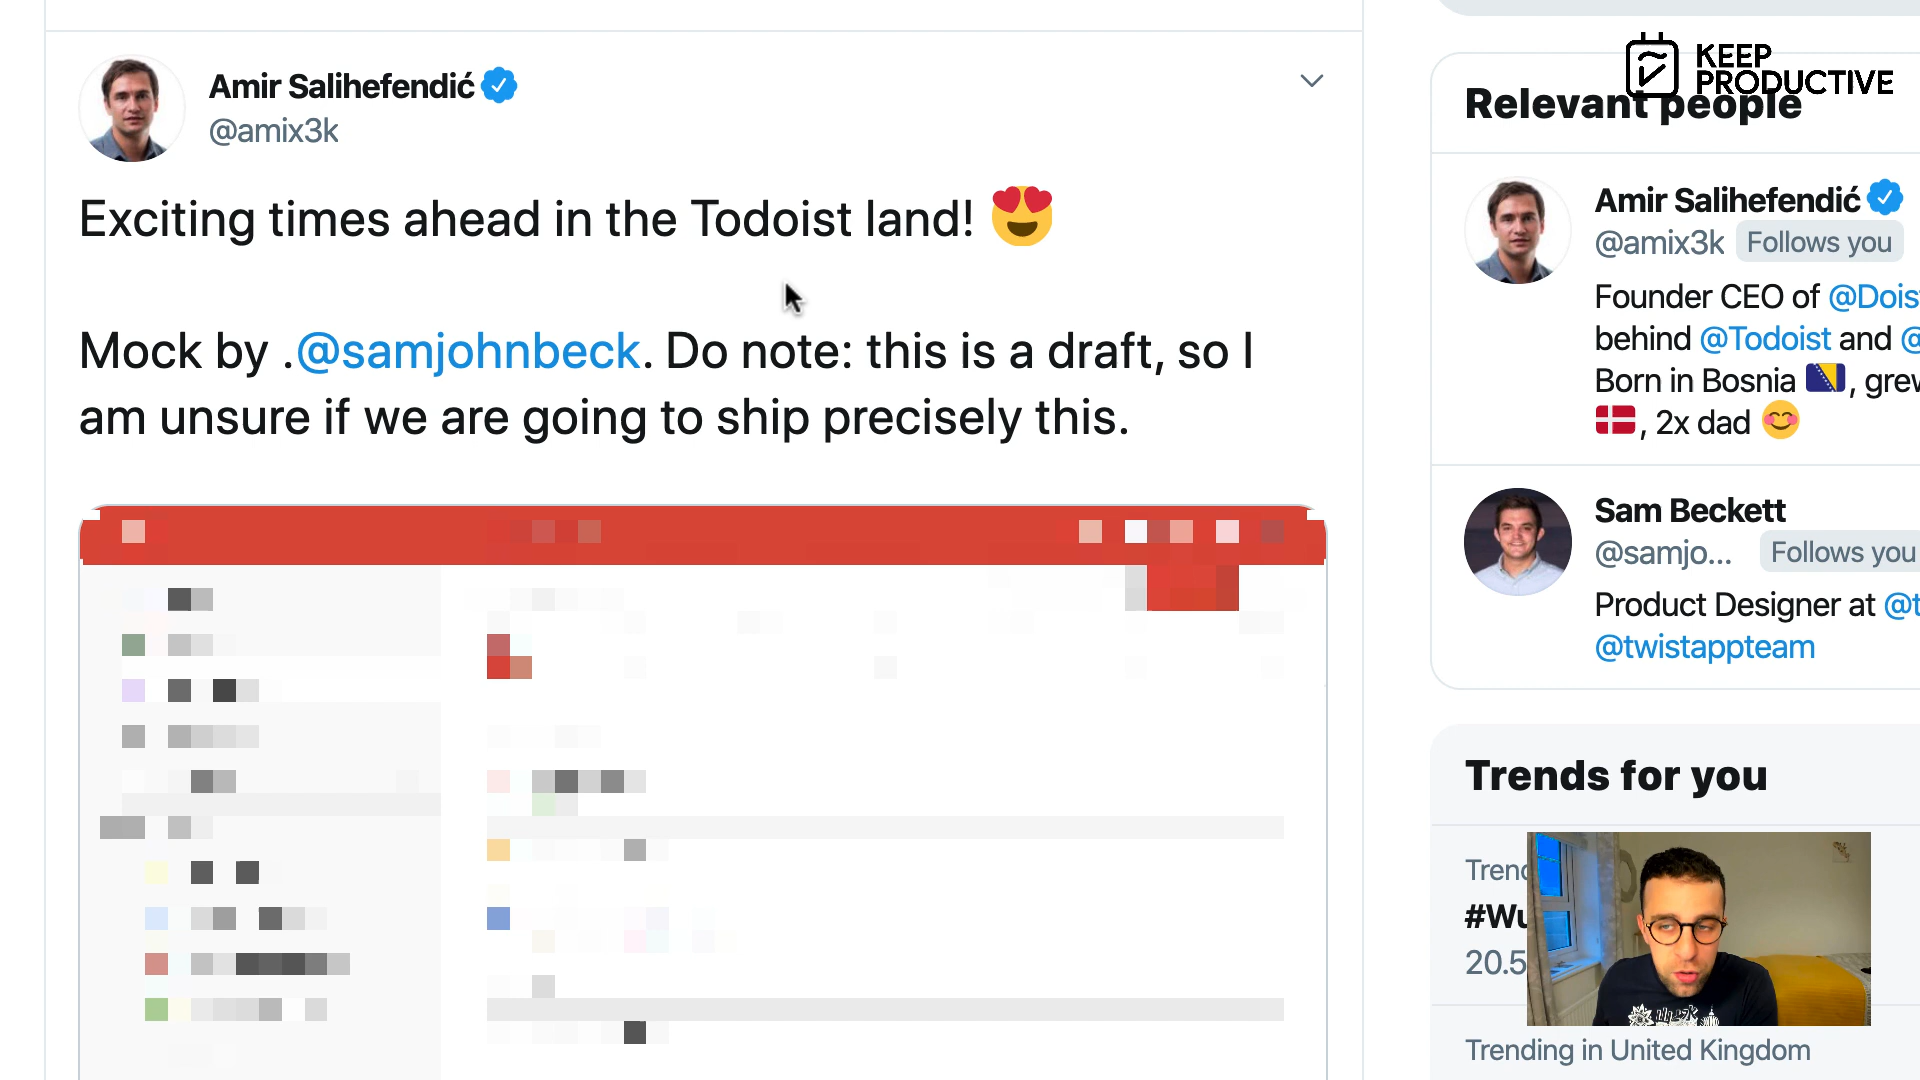 Amir Salihefendić
@amix3k
Exciting times ahead in the Todoist land! 😍
Mock by .@samjohnbeck. Do note: this is a draft, so I
am unsure if we are going to ship precisely this.
KEEP
PRODUCTIVE
Relevant people
Amir Salihefendić
@amix3k Follows you
Founder CEO of @Dois
behind @Todoist and @
Born in Bosnia 🇧🇦, grew
🇩🇰, 2x dad 😊
Sam Beckett
@samjo... Follows you
Product Designer at @t
@twistappteam
Trends for you
Trend
#Wu
20.5
Trending in United Kingdom